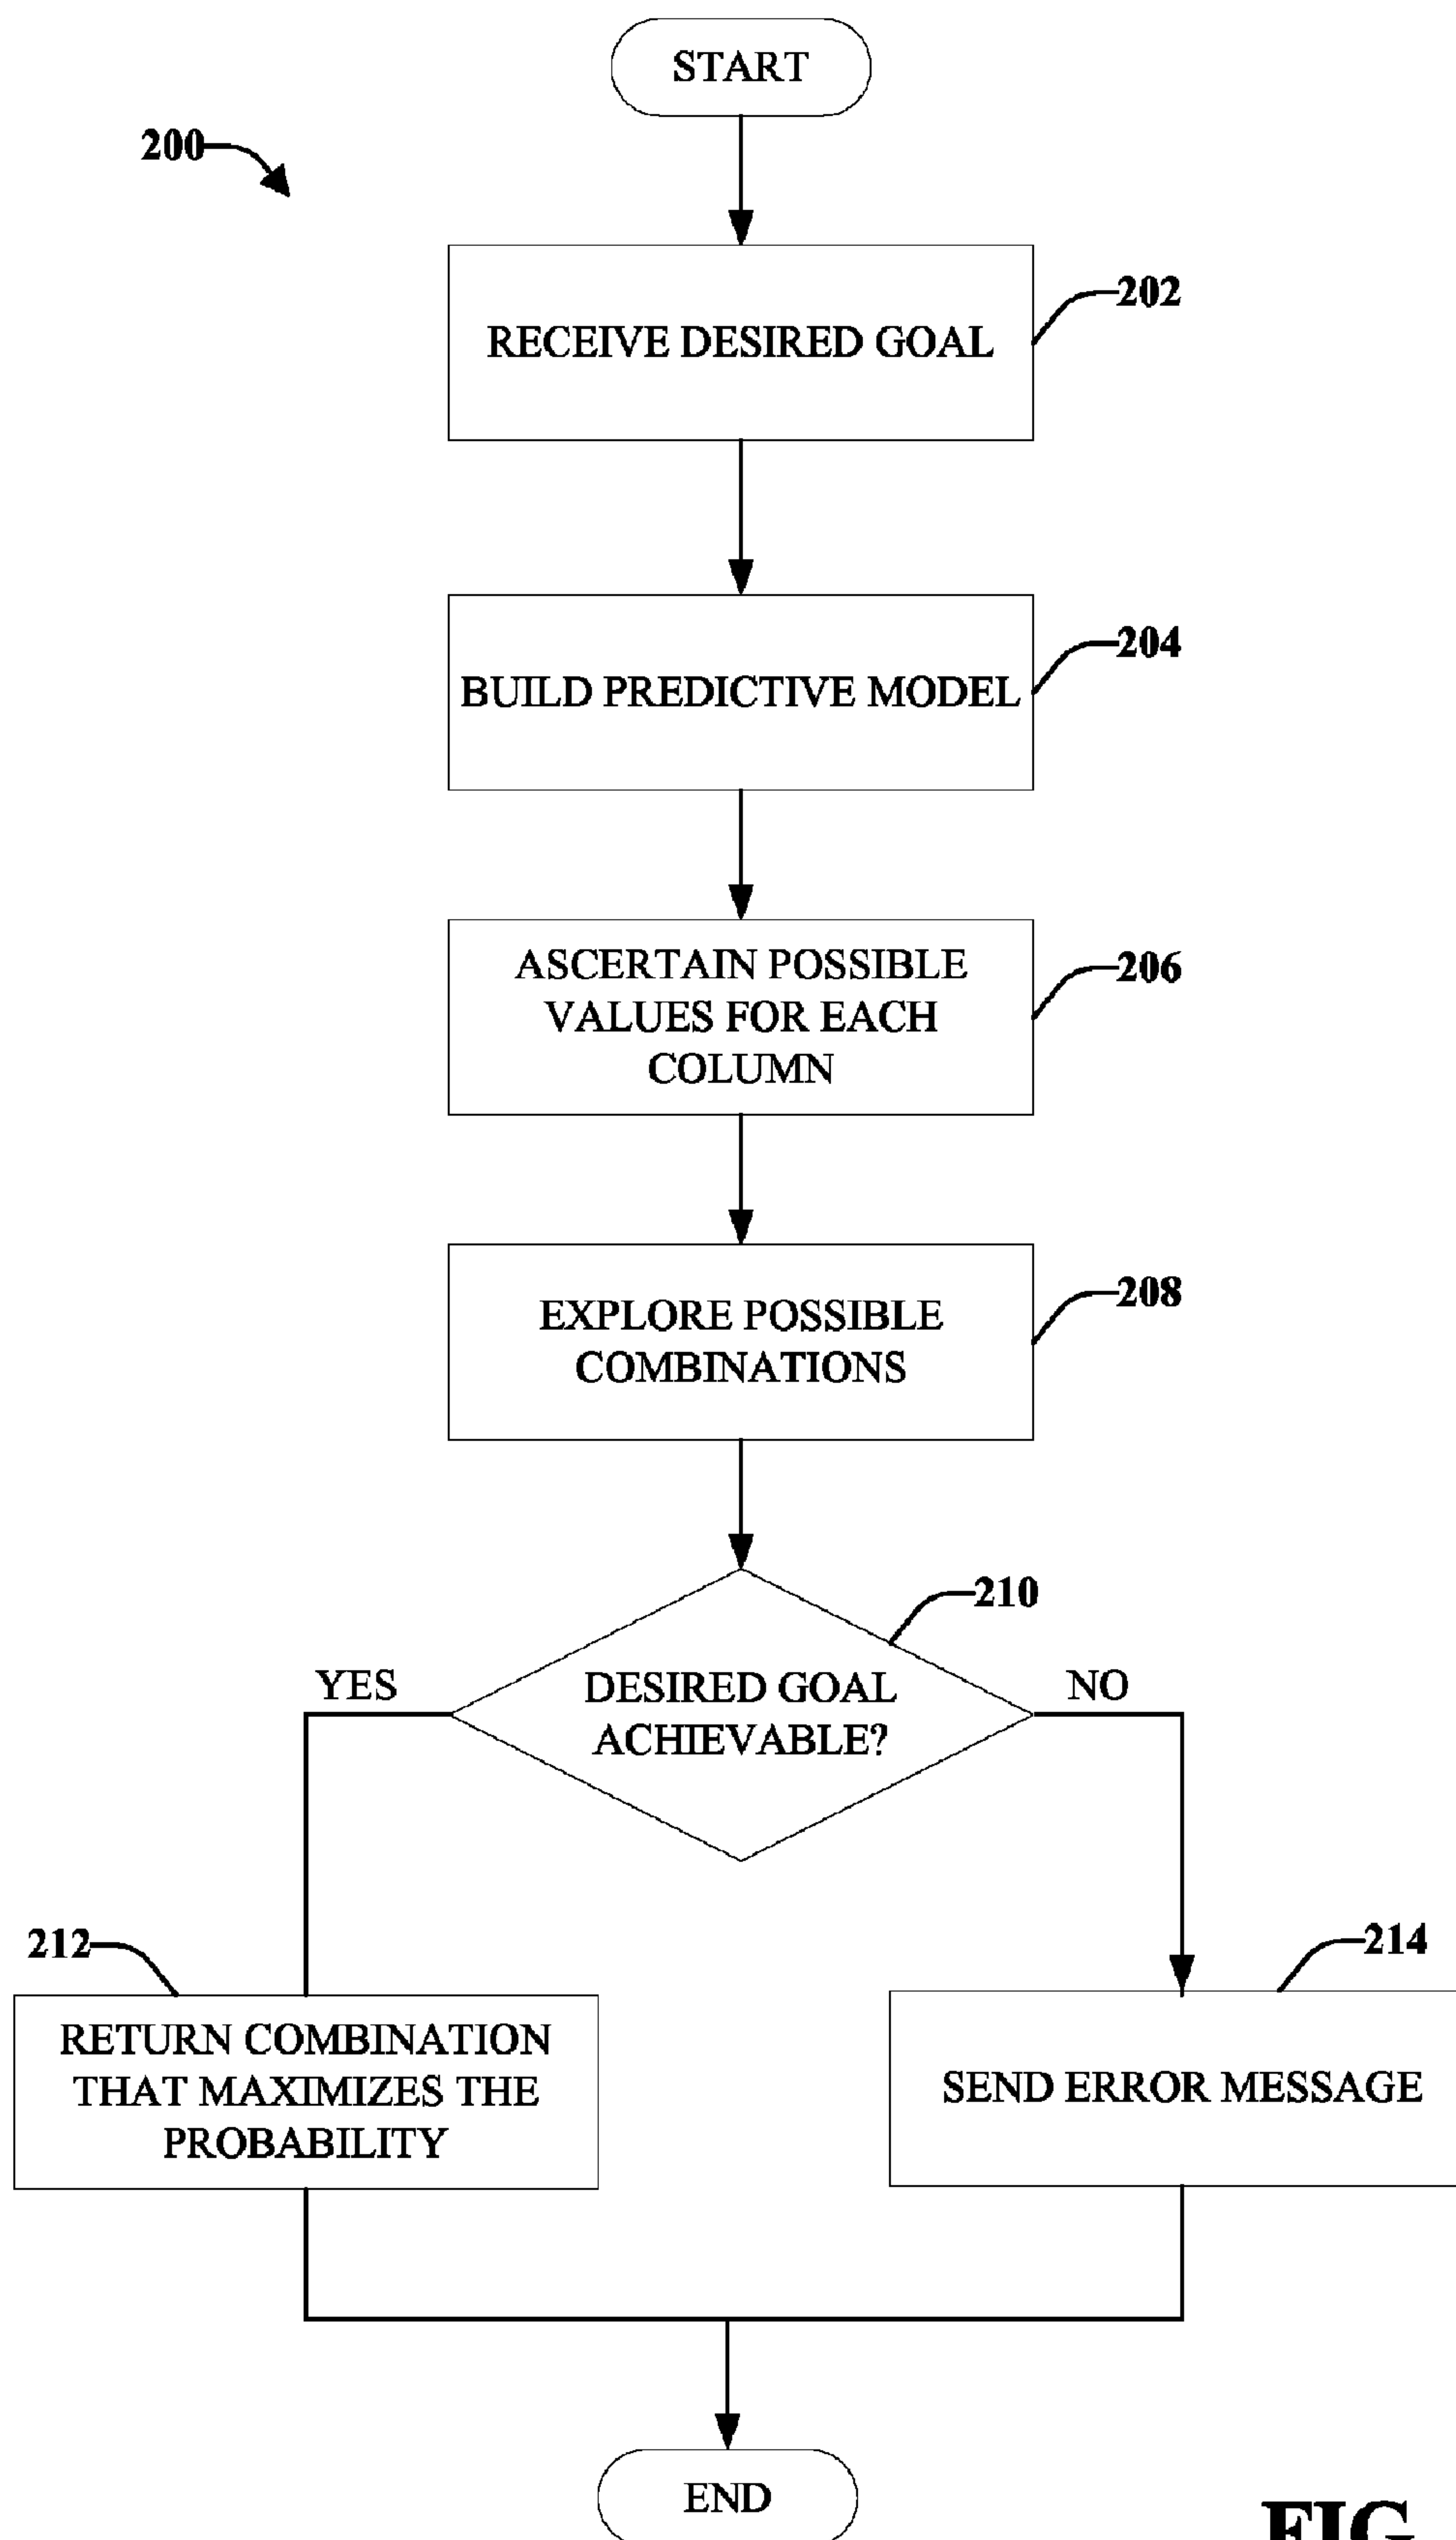 START
200
RECEIVE DESIRED GOAL
202
BUILD PREDICTIVE MODEL
204
ASCERTAIN POSSIBLE
VALUES FOR EACH
COLUMN
206
EXPLORE POSSIBLE
COMBINATIONS
208
210
YES
DESIRED GOAL
ACHIEVABLE?
NO
212
RETURN COMBINATION
THAT MAXIMIZES THE
PROBABILITY
214
SEND ERROR MESSAGE
END
FIG